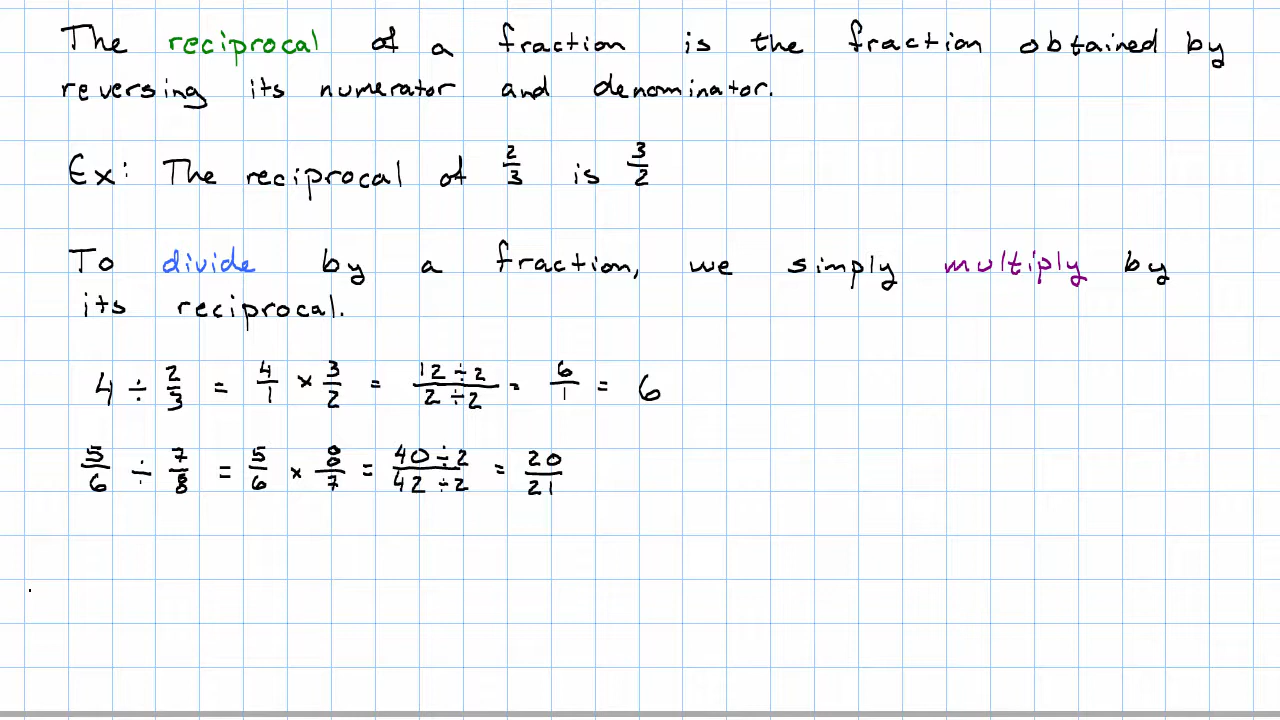 The reciprocal of a fraction is the fraction obtained by
reversing its numerator and denominator.
Ex: The reciprocal of 2/3 is 3/2
To divide by a fraction, we simply multiply by
its reciprocal.
4 ÷ 2/3 = 4/1 × 3/2 = 12÷2/2÷2 = 6/1 = 6
5/6 ÷ 7/8 = 5/6 × 8/7 = 40÷2/42÷2 = 20/21